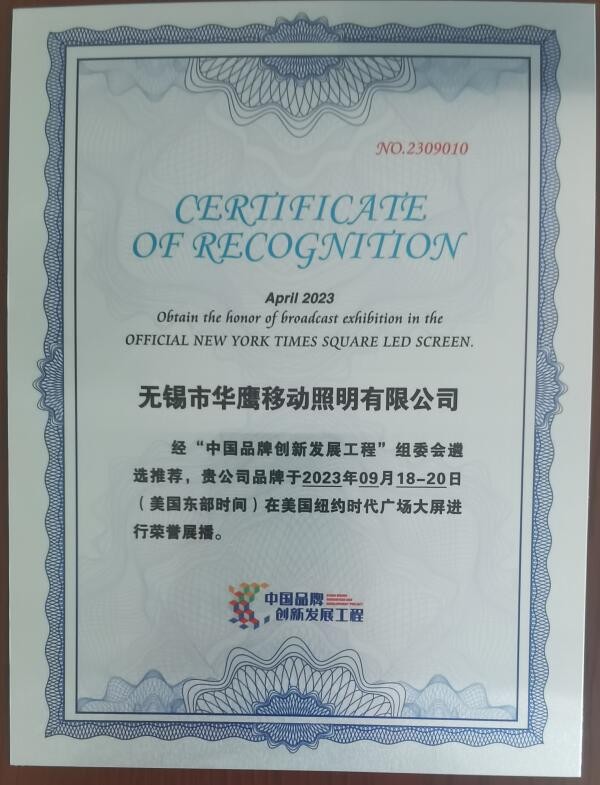 NO.2309010
CERTIFICATE
OF RECOGNITION
April 2023
Obtain the honor of broadcast exhibition in the
OFFICIAL NEW YORK TIMES SQUARE LED SCREEN.
无锡市华鹰移动照明有限公司
经“中国品牌创新发展工程”组委会遴
选推荐，贵公司品牌于2023年09月18-20日
（美国东部时间）在美国纽约时代广场大屏进
行荣誉展播。
中国品牌
创新发展工程